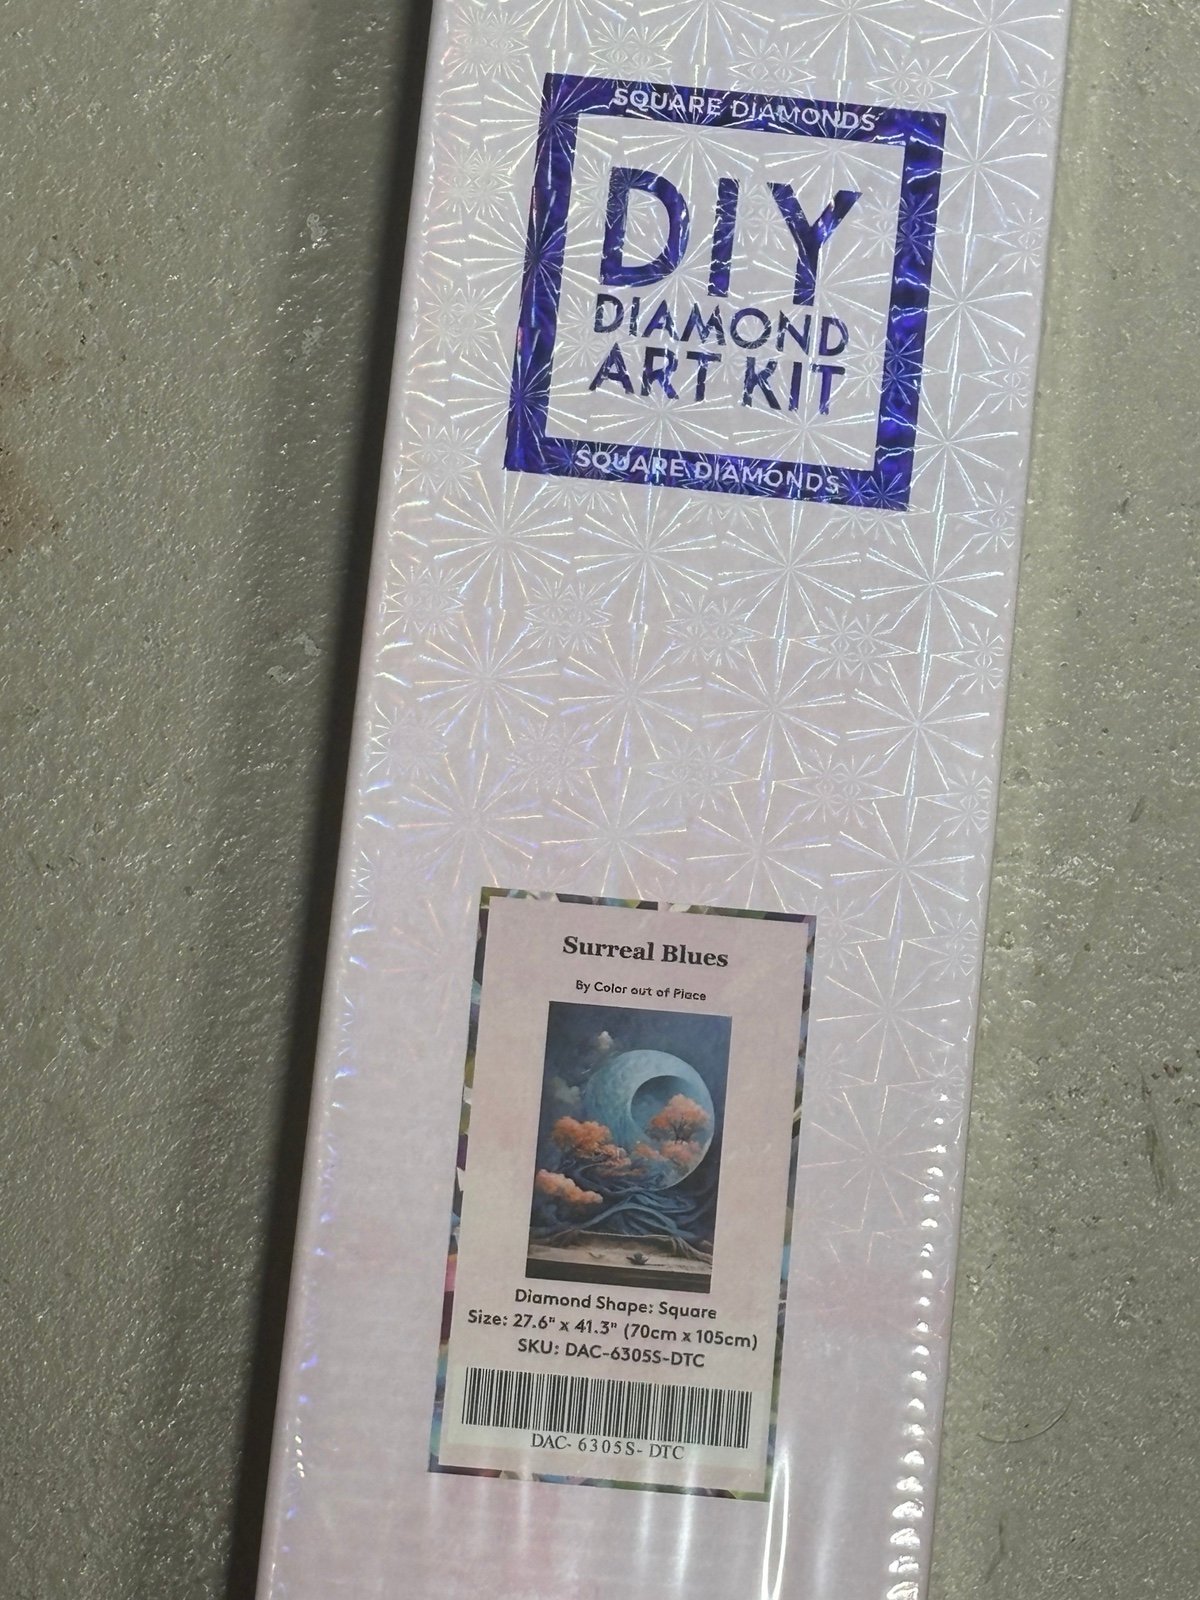 SQUARE DIAMONDS
DIY
DIAMOND
ART KIT
SQUARE DIAMONDS
Surreal Blues
By Color out of Place
Diamond Shape: Square
Size: 27.6" x 41.3" (70cm x 105cm)
SKU: DAC-6305S-DTC
DAC- 6305S- DTC